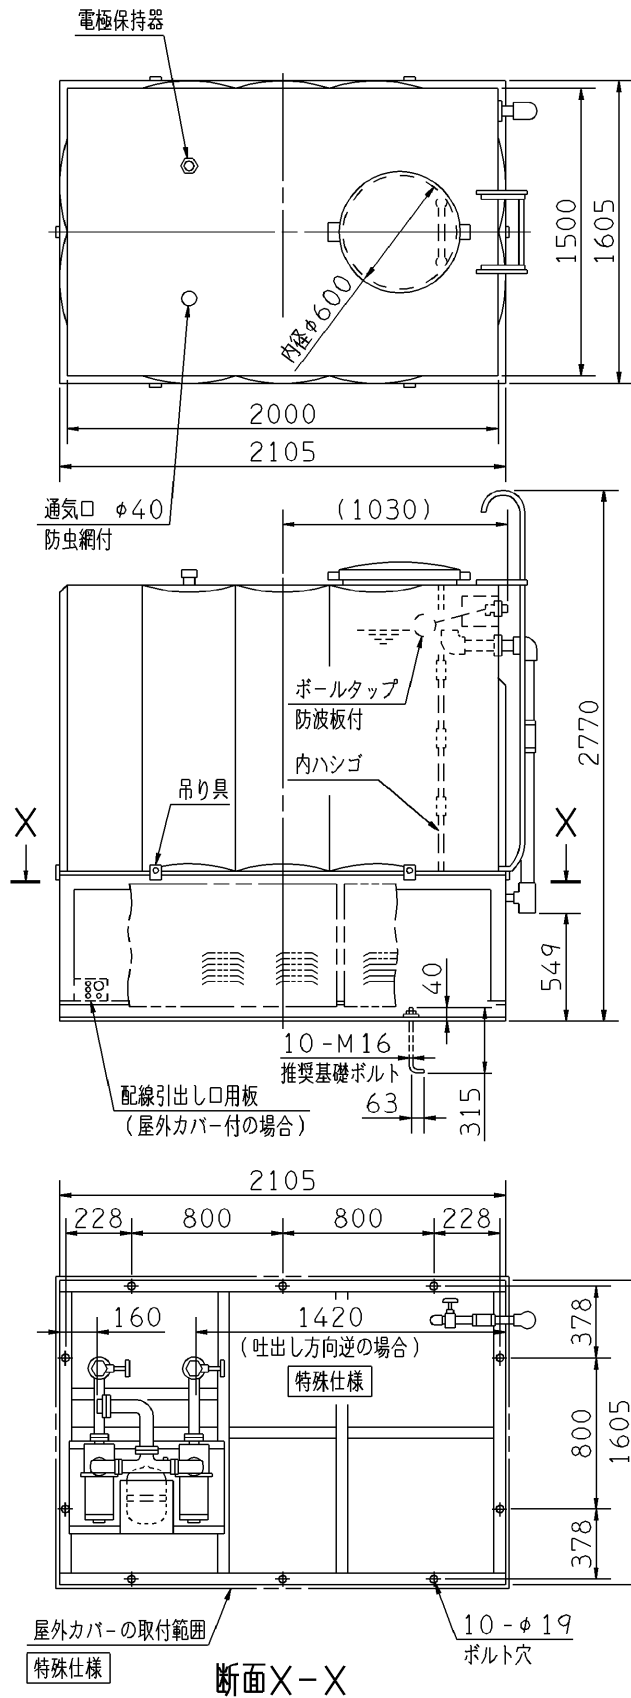 電極保持器
1500
1605
内径φ600
2000
2105
通気口 φ40
防虫網付
(1030)
ボールタップ
防波板付
2770
内ハシゴ
吊り具
X
X
549
40
10-M16
推奨基礎ボルト
63
315
配線引出し口用板
(屋外カバー付の場合)
2105
228
800
800
228
160
1420
(吐出し方向逆の場合)
特殊仕様
378
800
1605
378
屋外カバーの取付範囲
特殊仕様
10-φ19
ボルト穴
断面X-X